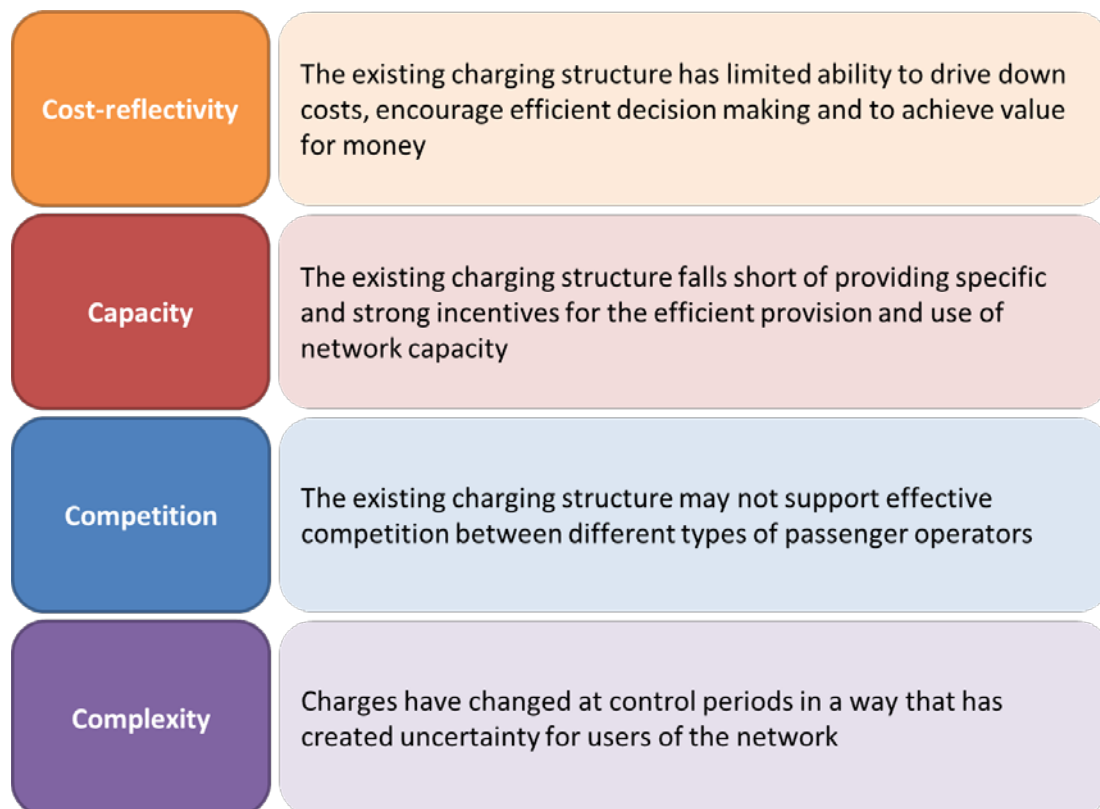 Cost-reflectivity
The existing charging structure has limited ability to drive down
costs, encourage efficient decision making and to achieve value
for money
Capacity
The existing charging structure falls short of providing specific
and strong incentives for the efficient provision and use of
network capacity
Competition
The existing charging structure may not support effective
competition between different types of passenger operators
Complexity
Charges have changed at control periods in a way that has
created uncertainty for users of the network